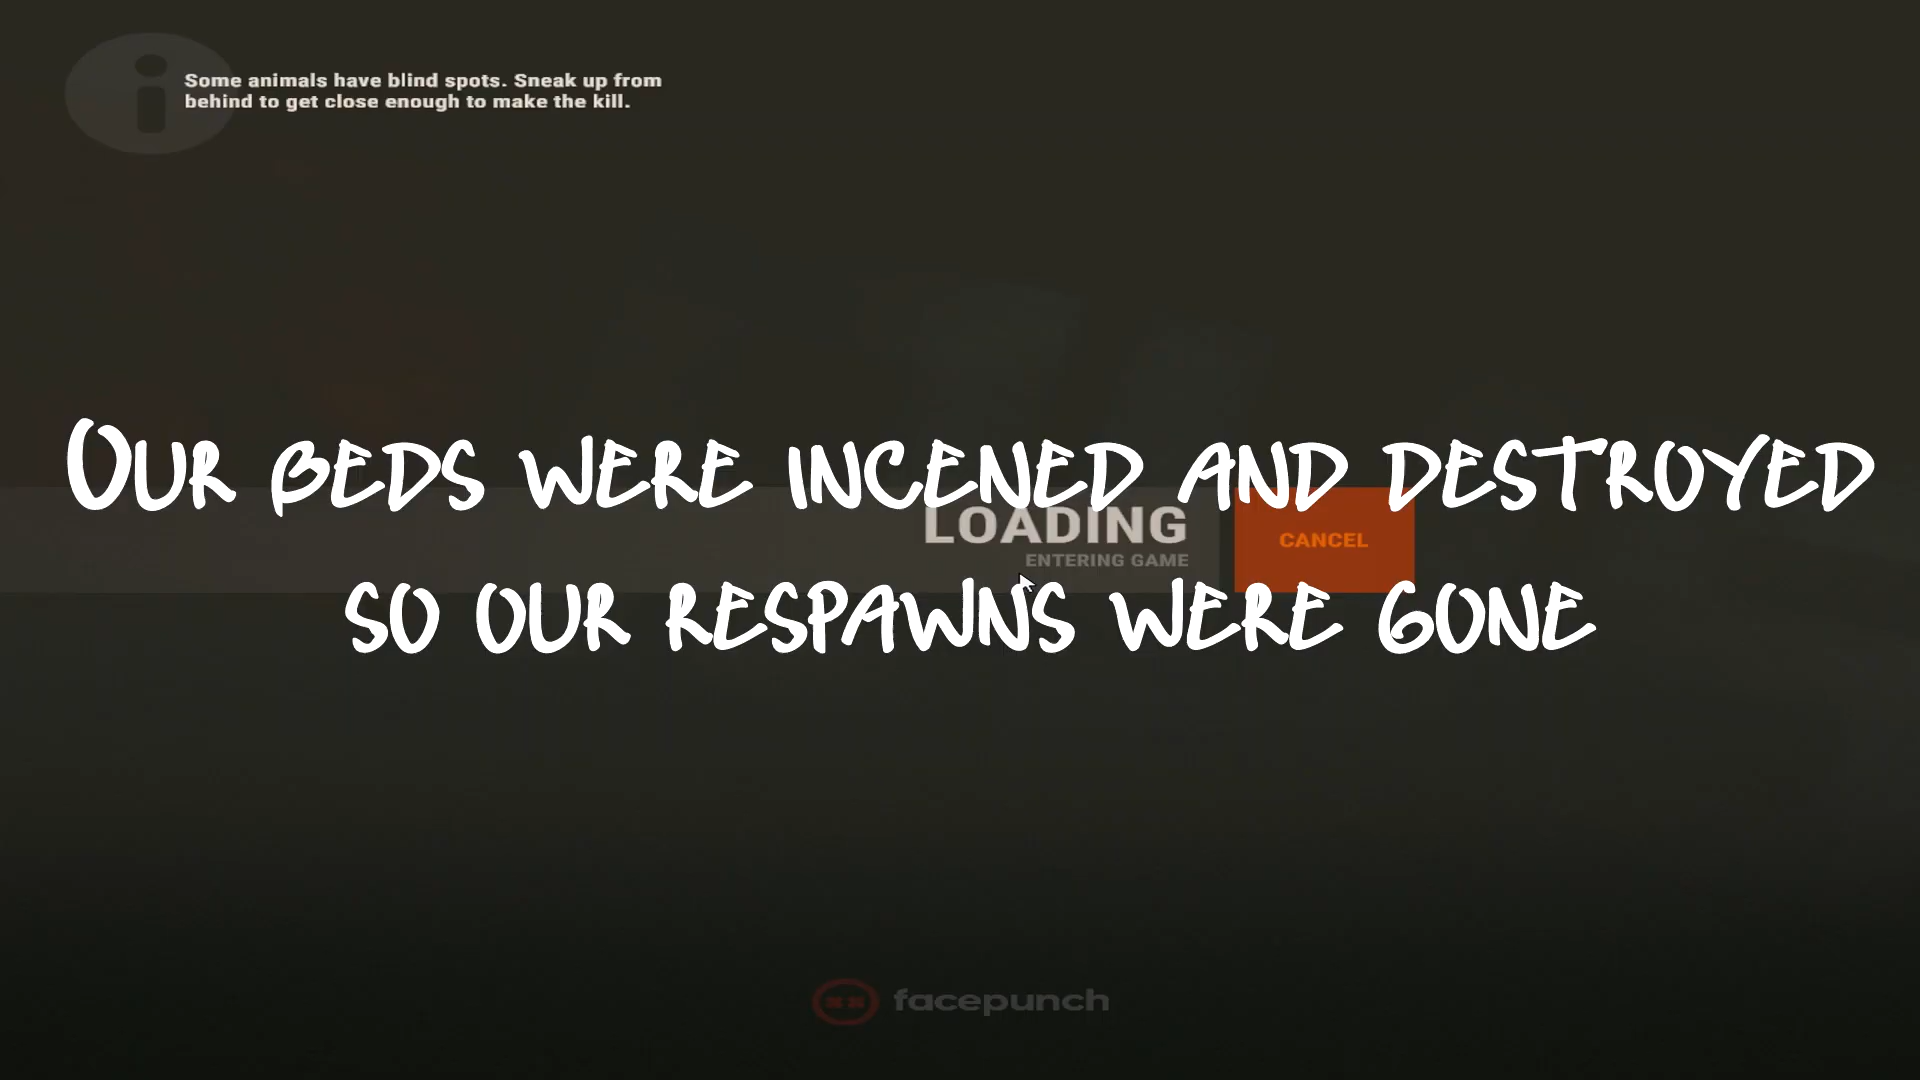 Some animals have blind spots. Sneak up from
behind to get close enough to make the kill.
OUR BEDS WERE INCENED AND DESTROYED
LOADING
CANCEL
ENTERING GAME
SO OUR RESPAWNS WERE GONE
facepunch